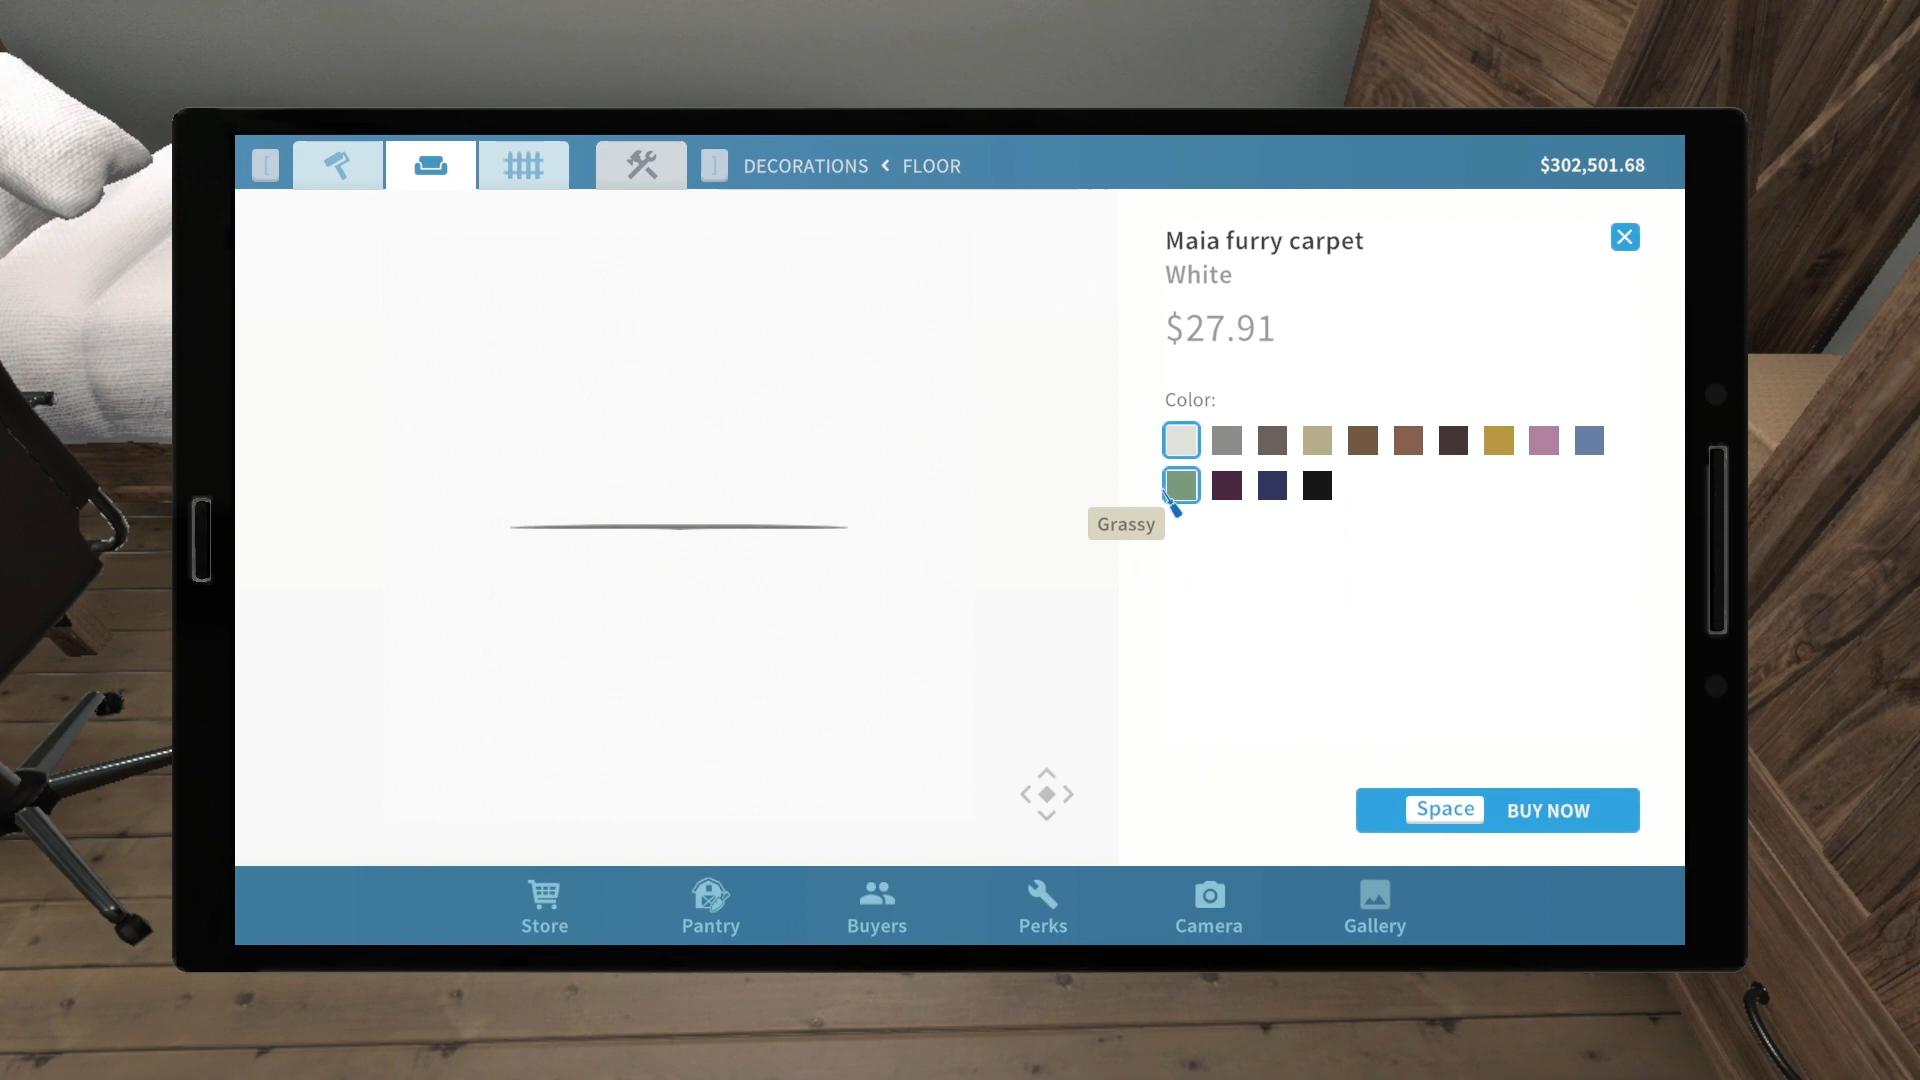 [ ] DECORATIONS < FLOOR $302,501.68
Maia furry carpet
White
$27.91
Color:
Grassy
Space BUY NOW
Store Pantry Buyers Perks Camera Gallery